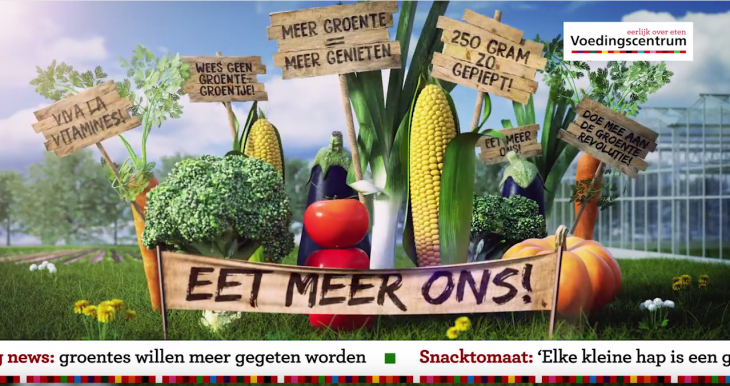 eerlijk over eten
Voedingscentrum
MEER GROENTE
=
MEER GENIETEN
250 GRAM
ZO
GEPIEPT!
WEES GEEN
GROENTE-
GROENTJE!
VIVA LA
VITAMINES!
EET MEER
ONS!
DOE MEE AAN
DE GROENTE
REVOLUTIE!
EET MEER ONS!
g news: groentes willen meer gegeten worden
Snacktomaat: ‘Elke kleine hap is een g